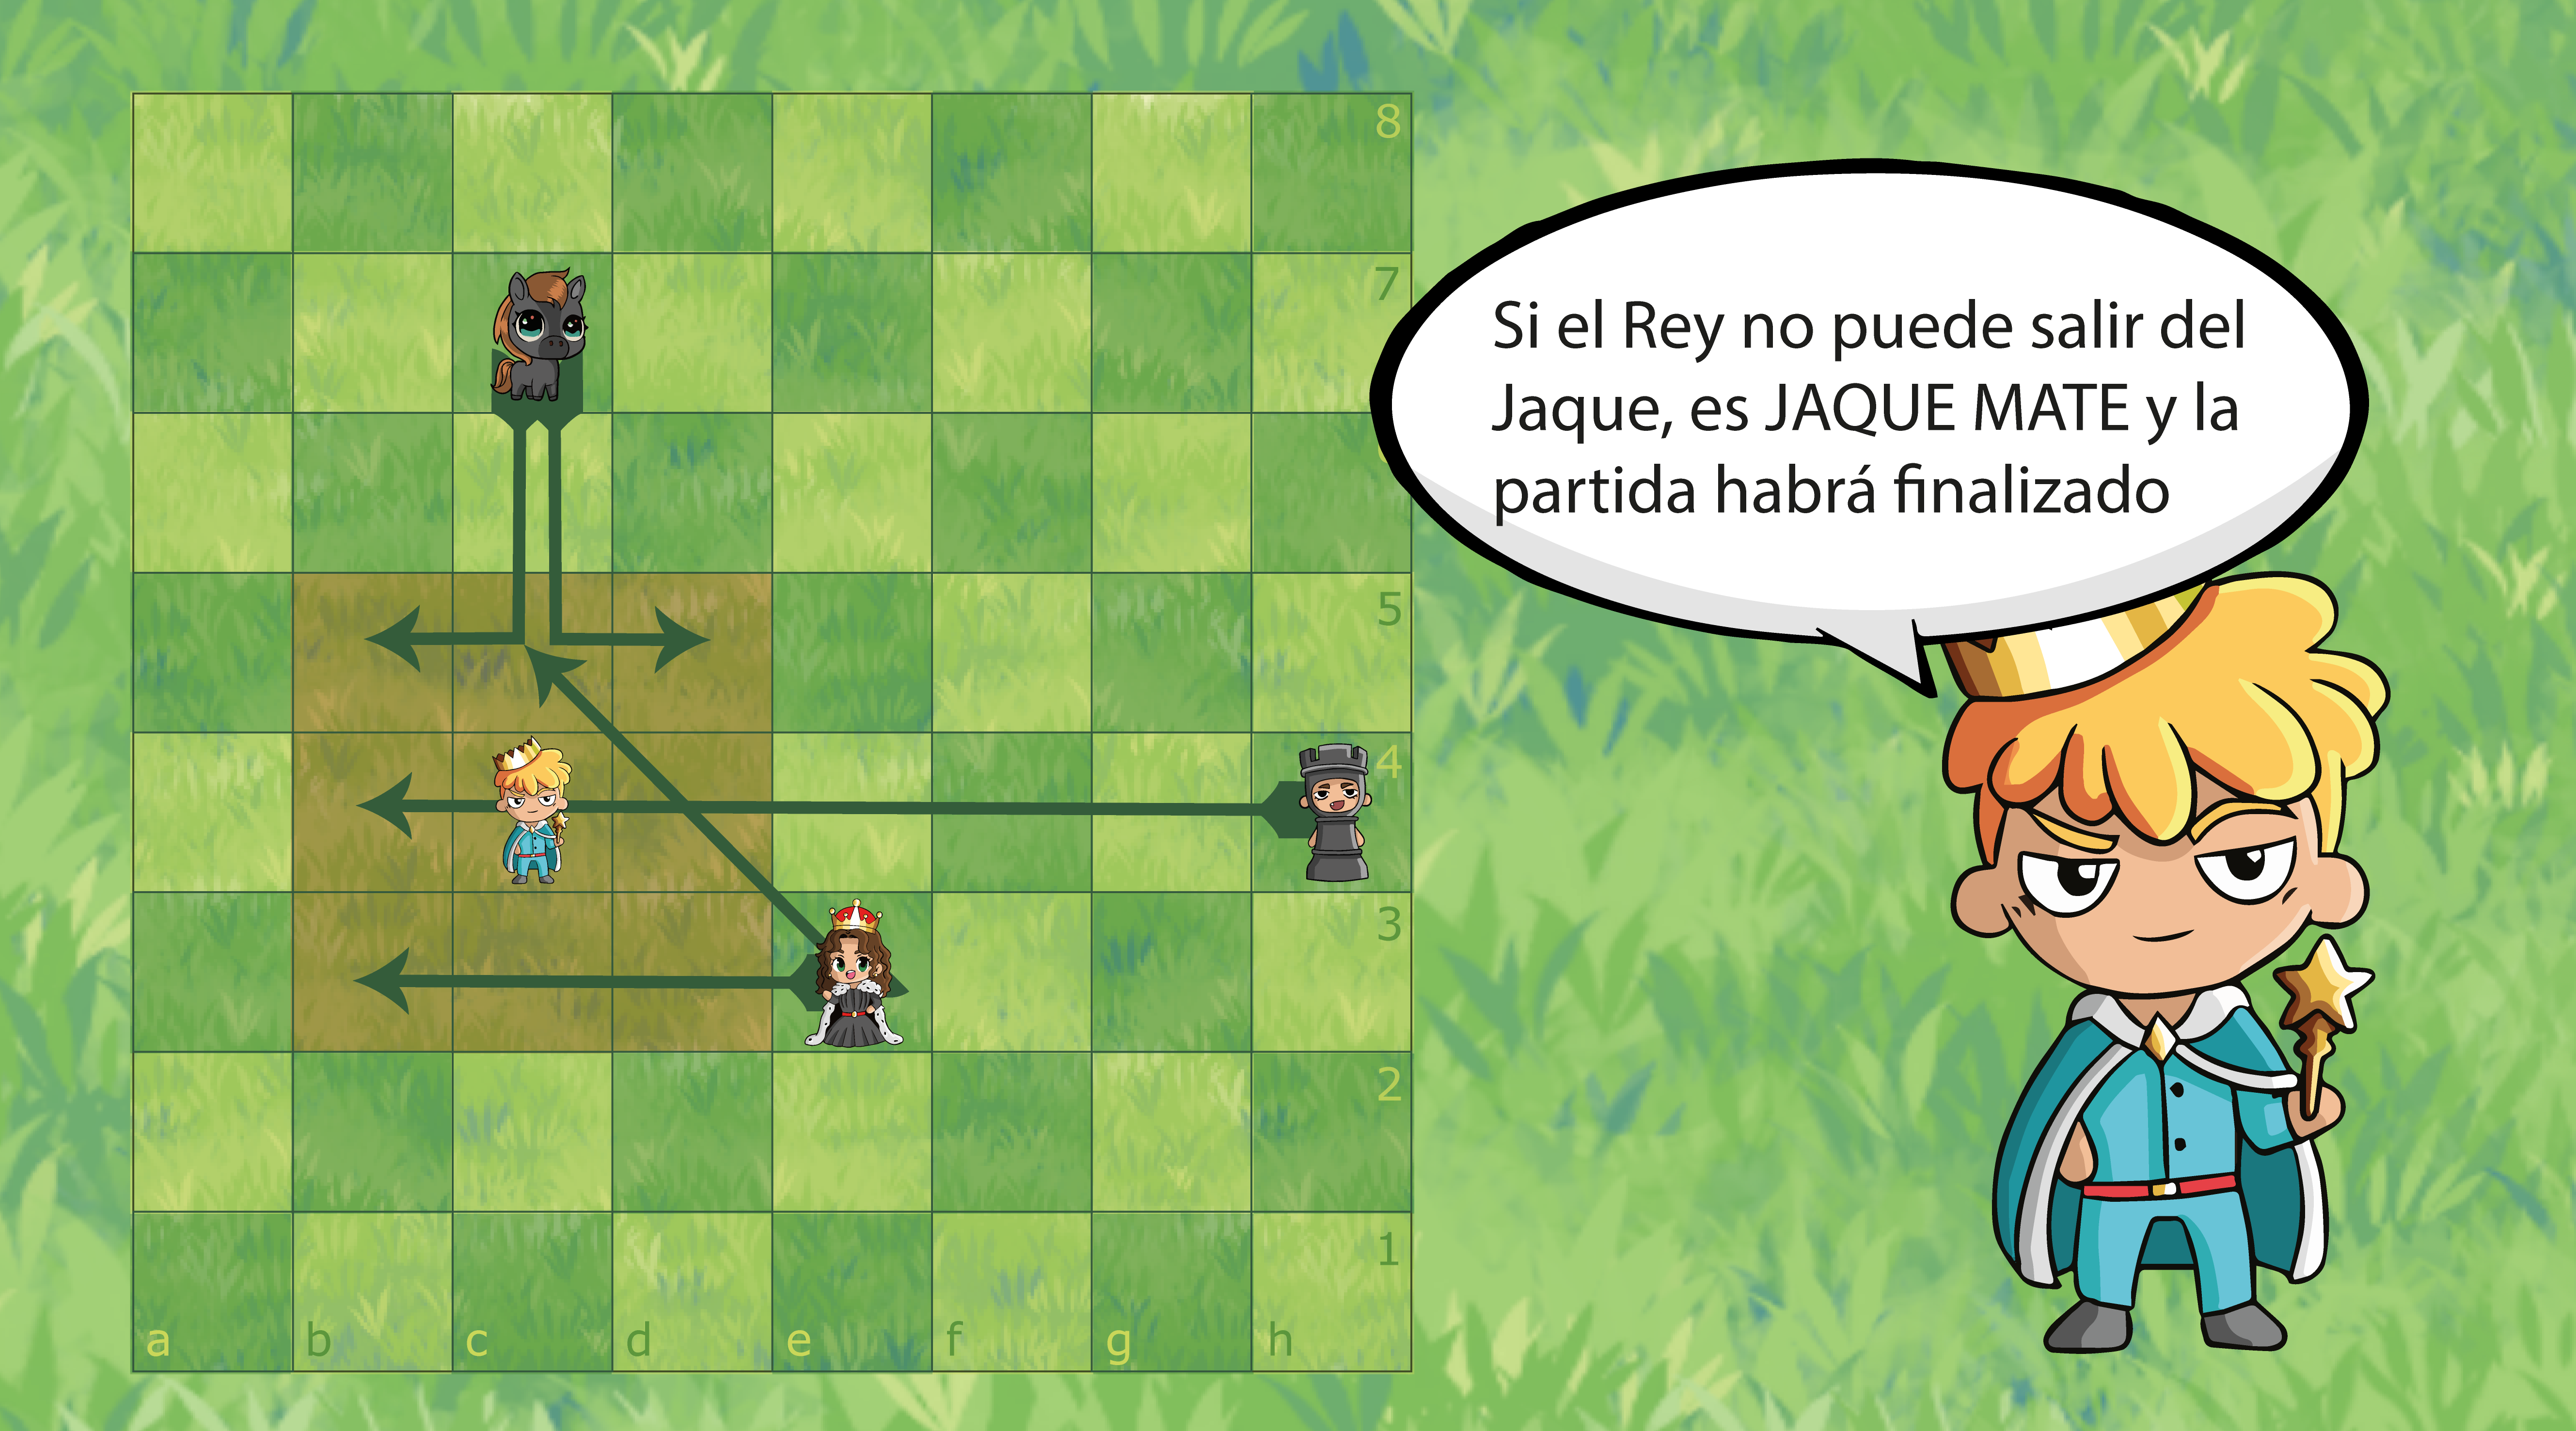 8
7
Si el Rey no puede salir del
Jaque, es JAQUE MATE y la
partida habrá finalizado
5
4
3
2
1
a b c d e f g h